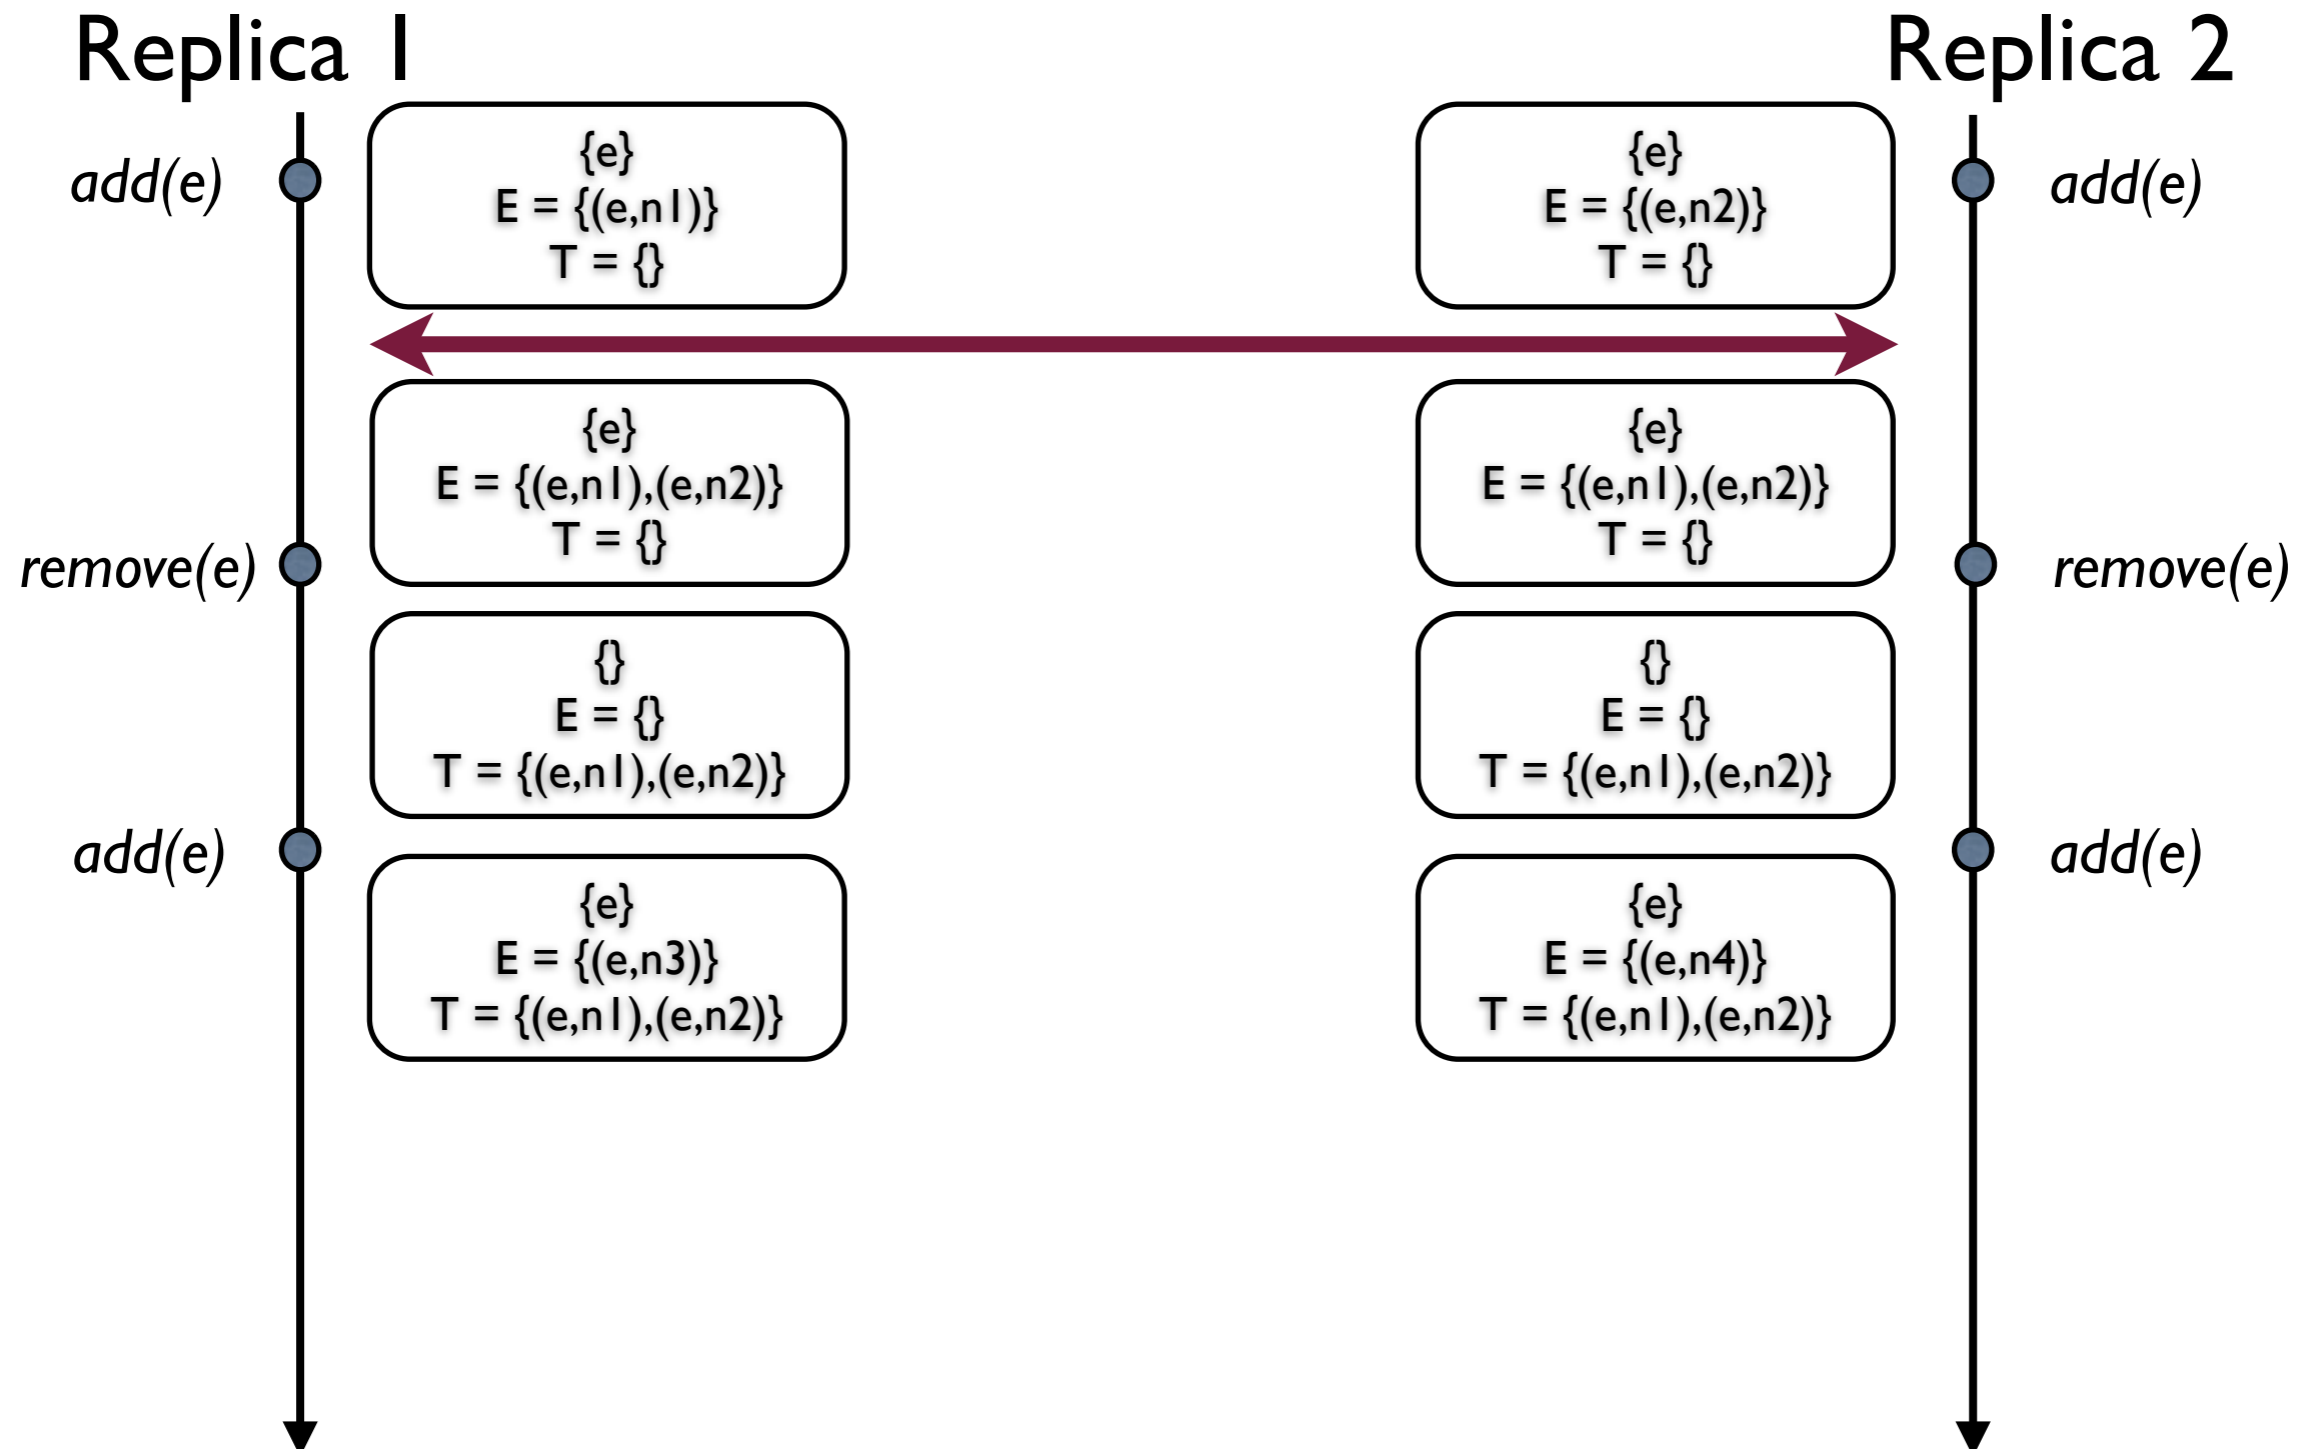 Replica 1
Replica 2
add(e)
{e}
E = {(e,n1)}
T = {}
{e}
E = {(e,n2)}
T = {}
add(e)
{e}
E = {(e,n1),(e,n2)}
T = {}
{e}
E = {(e,n1),(e,n2)}
T = {}
remove(e)
remove(e)
{}
E = {}
T = {(e,n1),(e,n2)}
{}
E = {}
T = {(e,n1),(e,n2)}
add(e)
add(e)
{e}
E = {(e,n3)}
T = {(e,n1),(e,n2)}
{e}
E = {(e,n4)}
T = {(e,n1),(e,n2)}